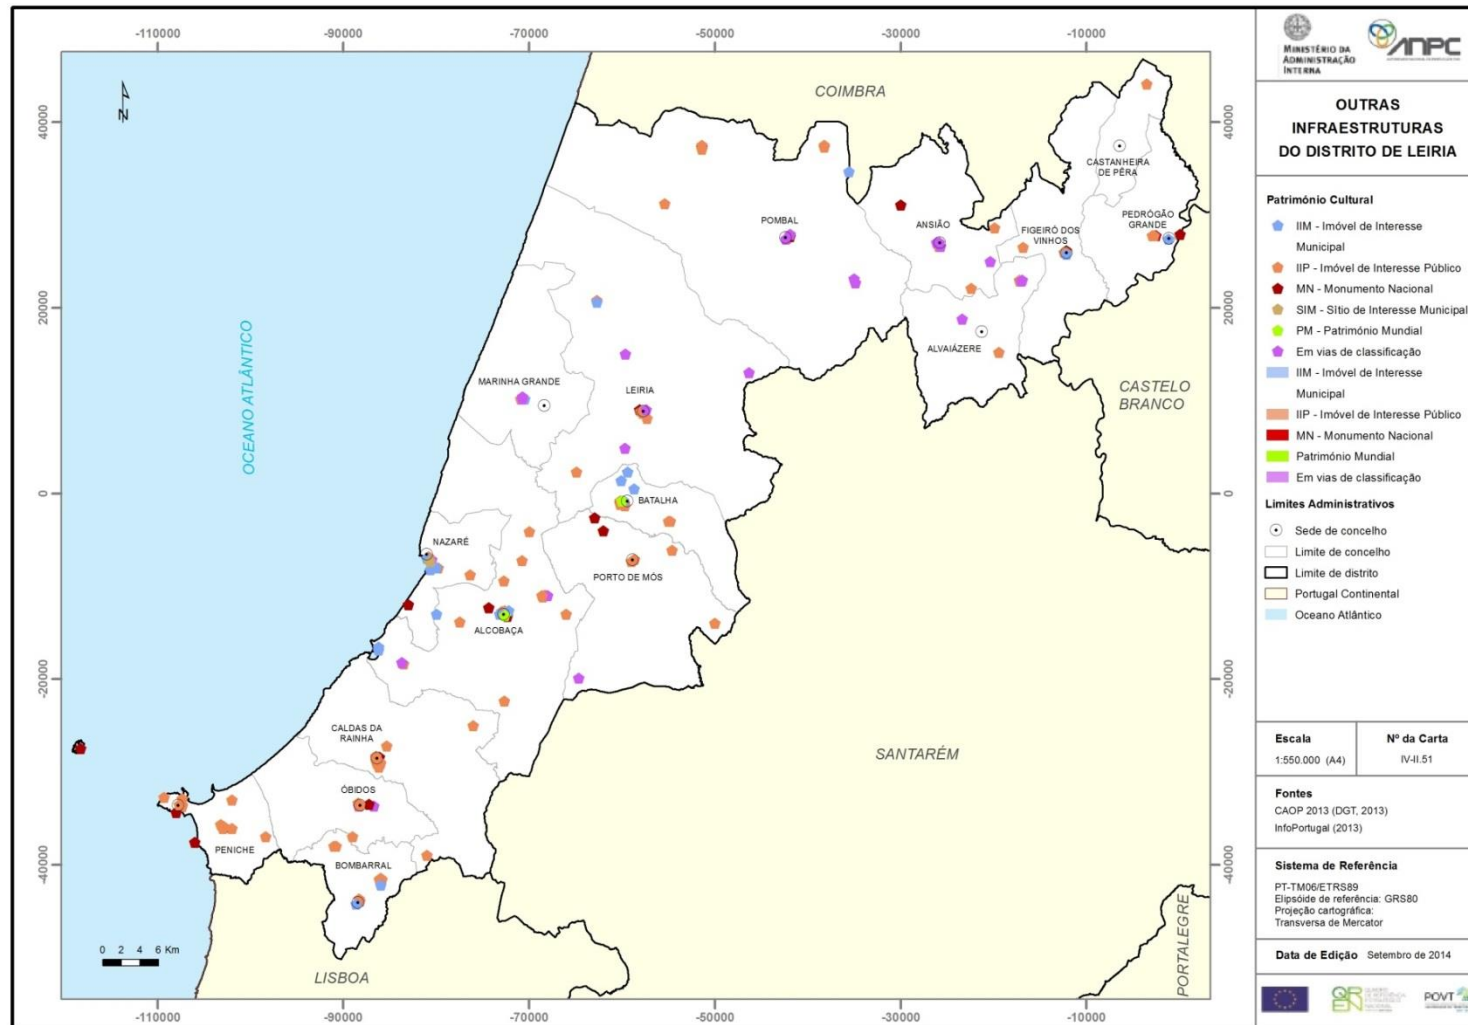 -110000 -90000 -70000 -50000 -30000 -10000
MINISTÉRIO DA
ADMINISTRAÇÃO
INTERNA
ANPC
OUTRAS
INFRAESTRUTURAS
DO DISTRITO DE LEIRIA
Património Cultural
IIM - Imóvel de Interesse
Municipal
IIP - Imóvel de Interesse Público
MN - Monumento Nacional
SIM - Sítio de Interesse Municipal
PM - Património Mundial
Em vias de classificação
IIM - Imóvel de Interesse
Municipal
IIP - Imóvel de Interesse Público
MN - Monumento Nacional
Património Mundial
Em vias de classificação
Limites Administrativos
Sede de concelho
Limite de concelho
Limite de distrito
Portugal Continental
Oceano Atlântico
Escala
1:550.000 (A4)
Nº da Carta
IV-II.51
Fontes
CAOP 2013 (DGT, 2013)
InfoPortugal (2013)
Sistema de Referência
PT-TM06/ETRS89
Elipsóide de referência: GRS80
Projeção cartográfica:
Transversa de Mercator
Data de Edição Setembro de 2014
QREN
POVT
N
COIMBRA
40000
40000
CASTANHEIRA
DE PÊRA
POMBAL
ANSIÃO
PEDRÓGÃO
GRANDE
FIGEIRÓ DOS
VINHOS
20000
20000
ALVAIÁZERE
OCEANO ATLÂNTICO
MARINHA GRANDE
LEIRIA
CASTELO
BRANCO
0
0
BATALHA
NAZARÉ
PORTO DE MÓS
ALCOBAÇA
-20000
-20000
CALDAS DA
RAINHA
SANTARÉM
ÓBIDOS
PENICHE
BOMBARRAL
-40000
-40000
PORTALEGRE
0 2 4 6 Km
LISBOA
-110000 -90000 -70000 -50000 -30000 -10000